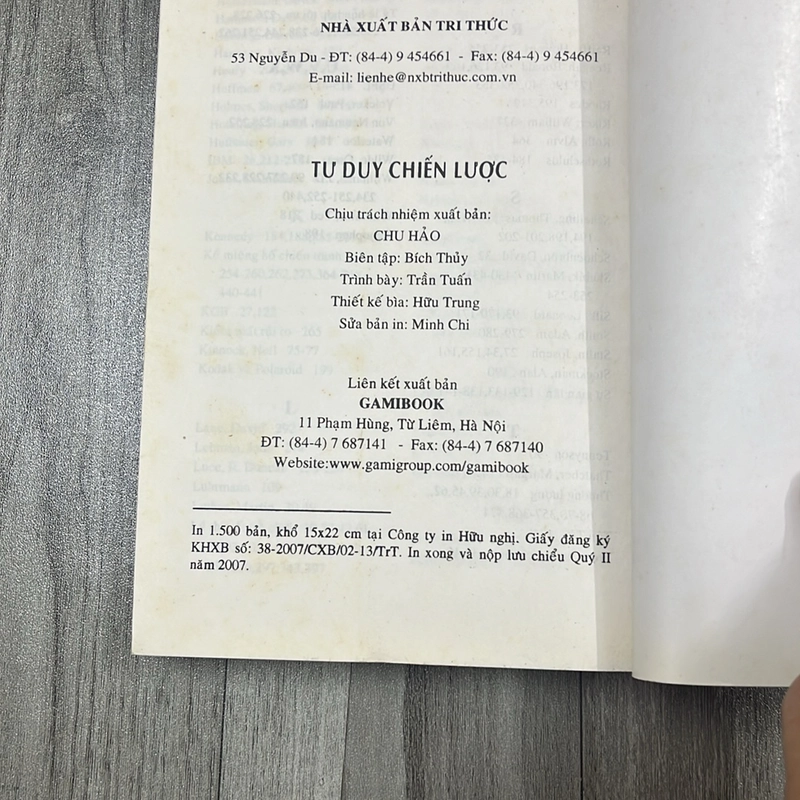 NHÀ XUẤT BẢN TRI THỨC
53 Nguyễn Du - ĐT: (84-4) 9 454661 - Fax: (84-4) 9 454661
E-mail: lienhe@nxbtrithuc.com.vn
TƯ DUY CHIẾN LƯỢC
Chịu trách nhiệm xuất bản:
CHU HẢO
Biên tập: Bích Thủy
Trình bày: Trần Tuấn
Thiết kế bìa: Hữu Trung
Sửa bản in: Minh Chi
Liên kết xuất bản
GAMIBOOK
11 Phạm Hùng, Từ Liêm, Hà Nội
ĐT: (84-4) 7 687141 - Fax: (84-4) 7 687140
Website:www.gamigroup.com/gamibook
In 1.500 bản, khổ 15x22 cm tại Công ty in Hữu nghị. Giấy đăng ký
KHXB số: 38-2007/CXB/02-13/TrT. In xong và nộp lưu chiểu Quý II
năm 2007.